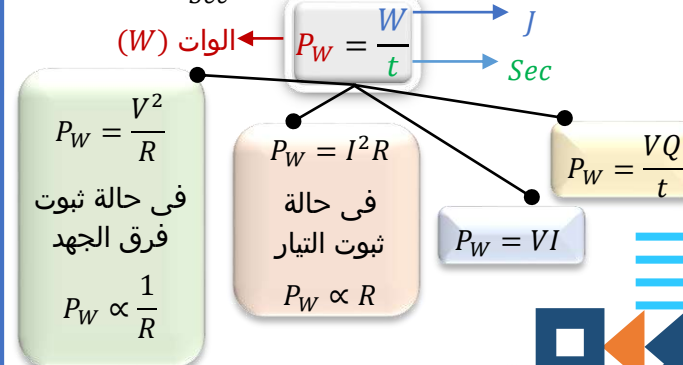 Sec
الوات (W)
P_W = W/t
J
Sec
P_W = V²/R
فى حالة ثبوت
فرق الجهد
P_W ∝ 1/R
P_W = I²R
فى حالة
ثبوت التيار
P_W ∝ R
P_W = VI
P_W = VQ/t